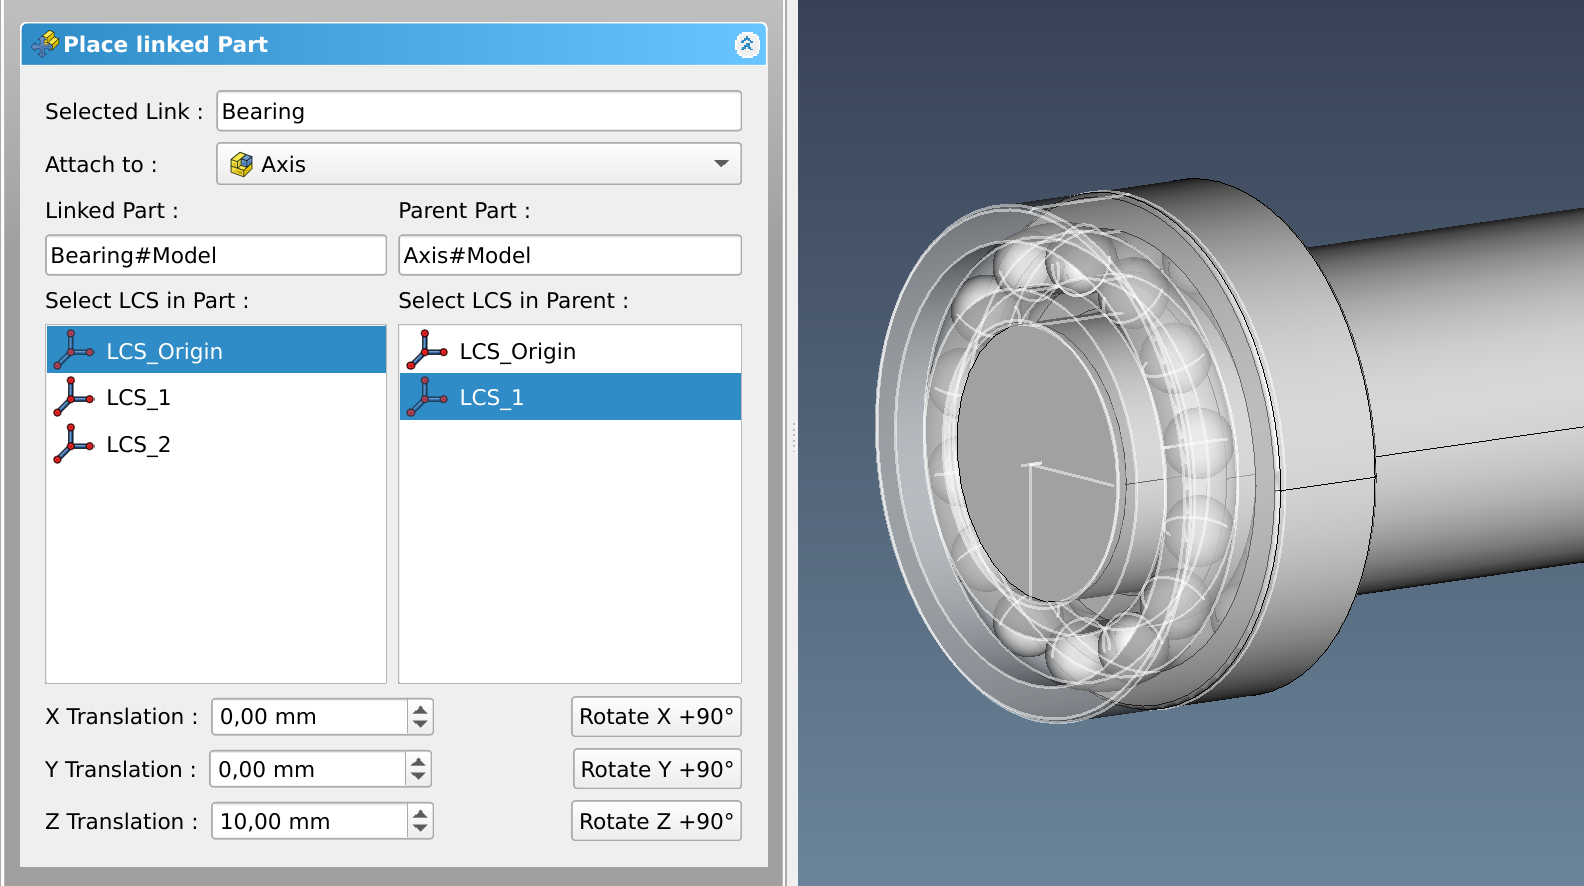 Place linked Part
Selected Link : Bearing
Attach to : Axis
Linked Part : Parent Part :
Bearing#Model Axis#Model
Select LCS in Part : Select LCS in Parent :
LCS_Origin LCS_Origin
LCS_1 LCS_1
LCS_2
X Translation : 0,00 mm Rotate X +90°
Y Translation : 0,00 mm Rotate Y +90°
Z Translation : 10,00 mm Rotate Z +90°